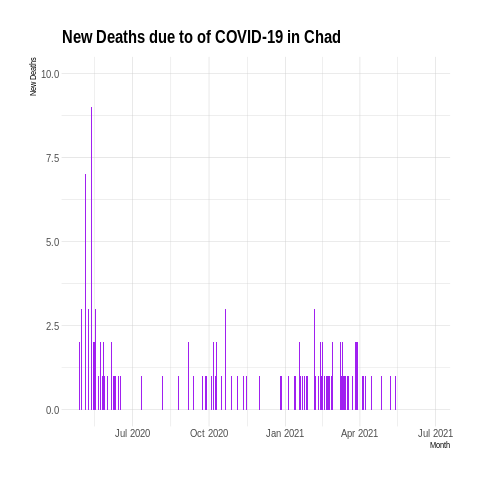 New Deaths due to of COVID-19 in Chad
New Deaths
10.0
7.5
5.0
2.5
0.0
Jul 2020 Oct 2020 Jan 2021 Apr 2021 Jul 2021
Month